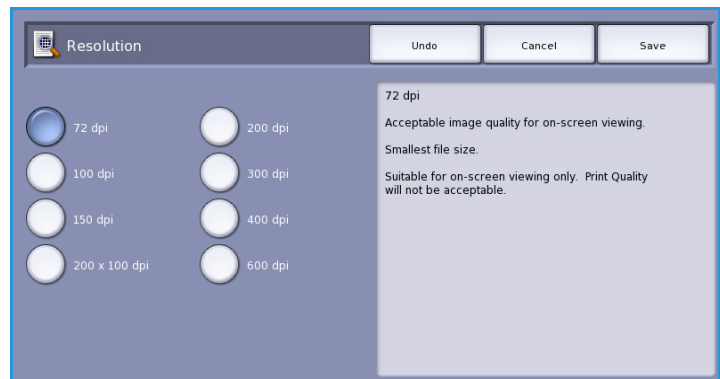 Resolution
Undo
Cancel
Save
72 dpi
200 dpi
100 dpi
300 dpi
150 dpi
400 dpi
200 x 100 dpi
600 dpi
72 dpi
Acceptable image quality for on-screen viewing.
Smallest file size.
Suitable for on-screen viewing only.  Print Quality
will not be acceptable.